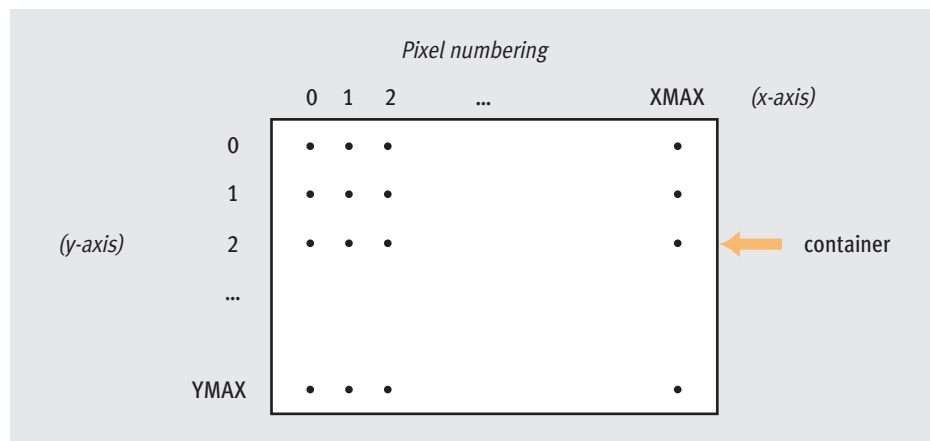 Pixel numbering
0 1 2 ... XMAX (x-axis)
0
1
(y-axis) 2 container
...
YMAX